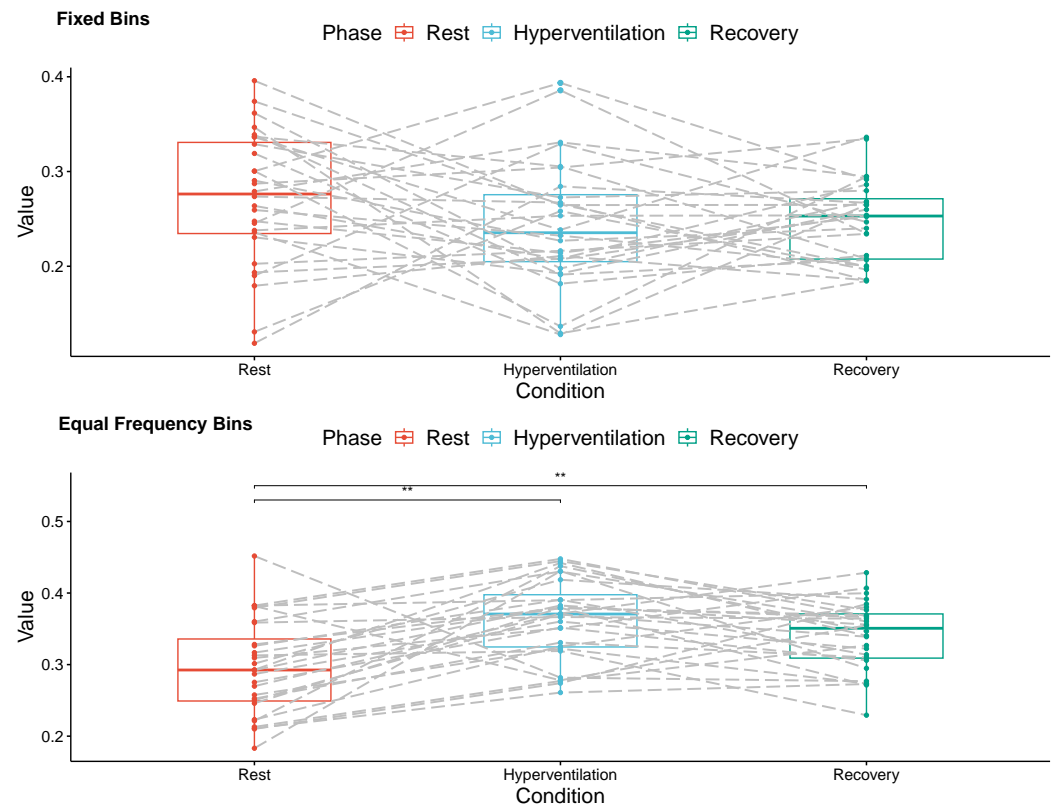 Fixed Bins
Phase Rest Hyperventilation Recovery
0.4
0.3
0.2
Value
Rest Hyperventilation Recovery
Condition
Equal Frequency Bins
Phase Rest Hyperventilation Recovery
**
**
0.5
0.4
0.3
0.2
Value
Rest Hyperventilation Recovery
Condition